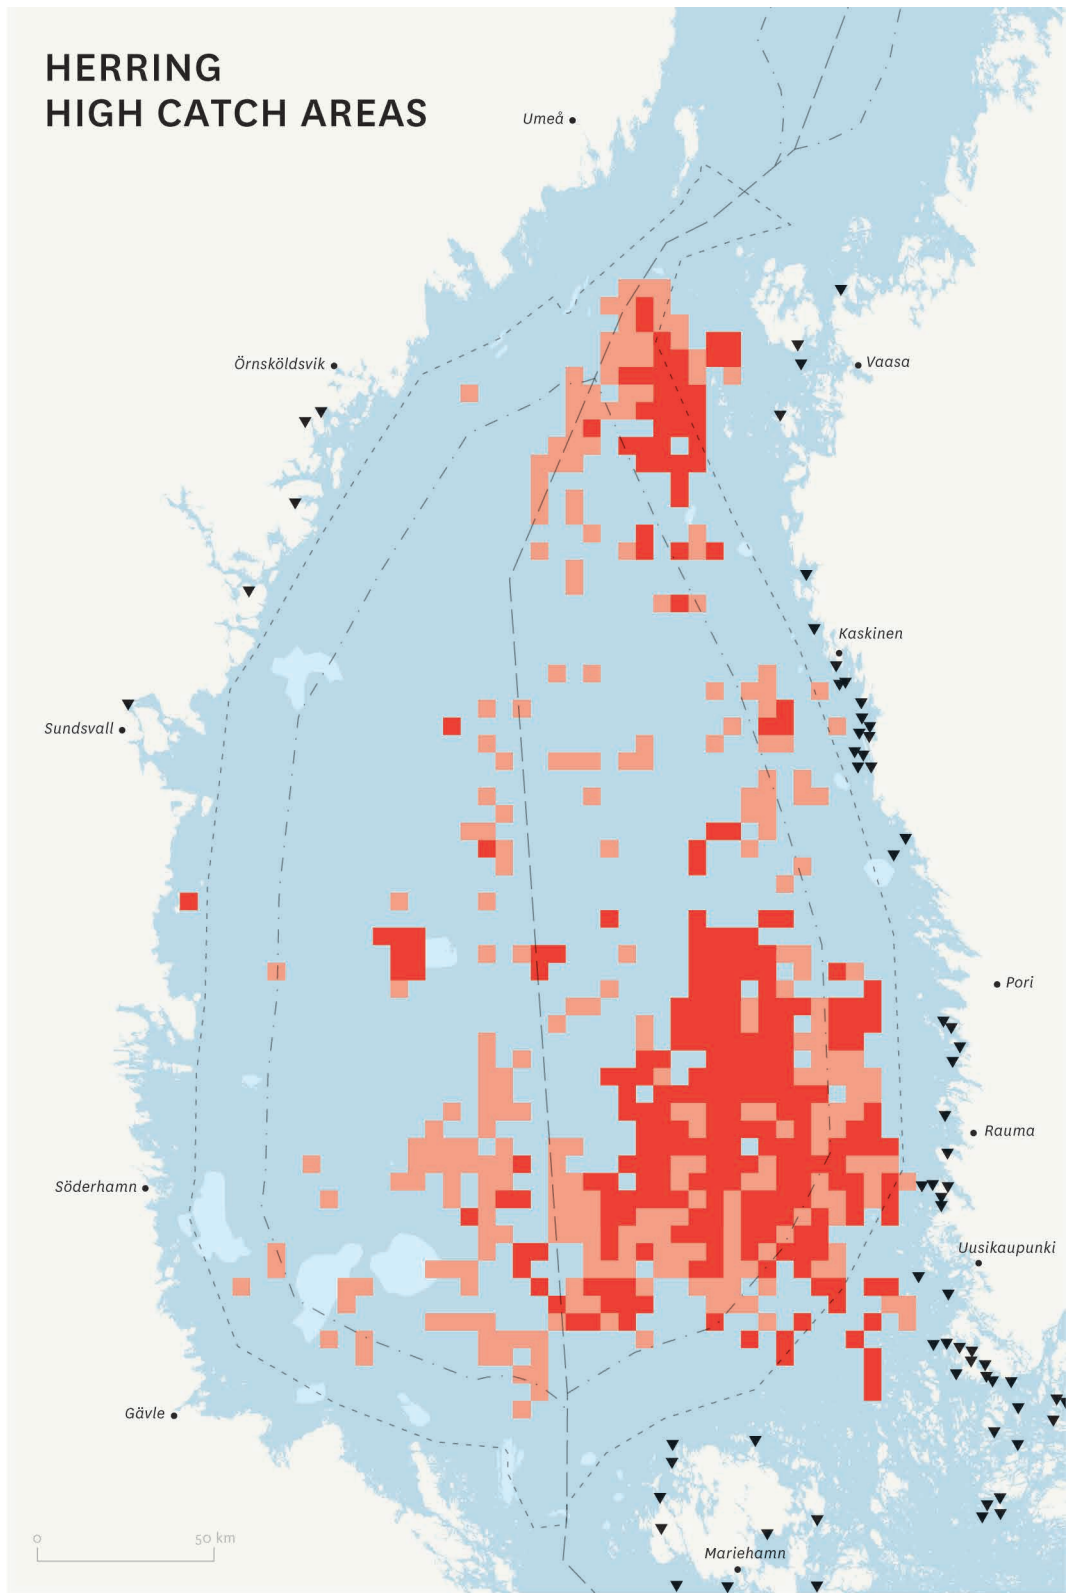 HERRING
HIGH CATCH AREAS
Umeå
Örnsköldsvik
Vaasa
Kaskinen
Sundsvall
Pori
Rauma
Söderhamn
Uusikaupunki
Gävle
0 50 km
Mariehamn